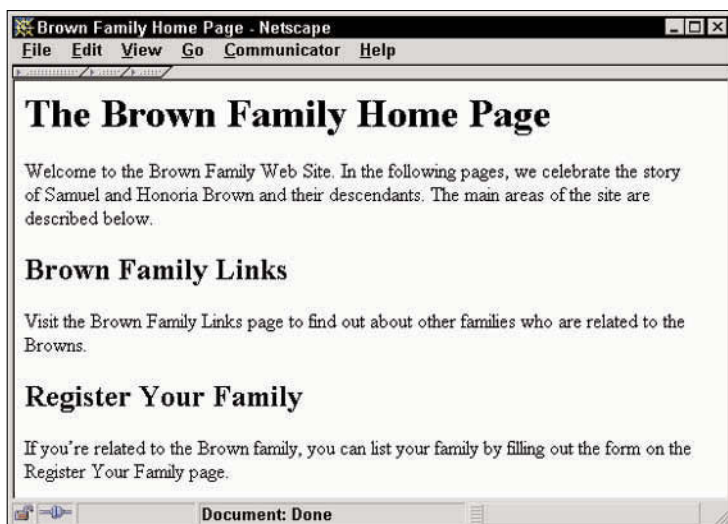 Brown Family Home Page - Netscape
File Edit View Go Communicator Help
The Brown Family Home Page
Welcome to the Brown Family Web Site. In the following pages, we celebrate the story
of Samuel and Honoria Brown and their descendants. The main areas of the site are
described below.
Brown Family Links
Visit the Brown Family Links page to find out about other families who are related to the
Browns.
Register Your Family
If you're related to the Brown family, you can list your family by filling out the form on the
Register Your Family page.
Document: Done